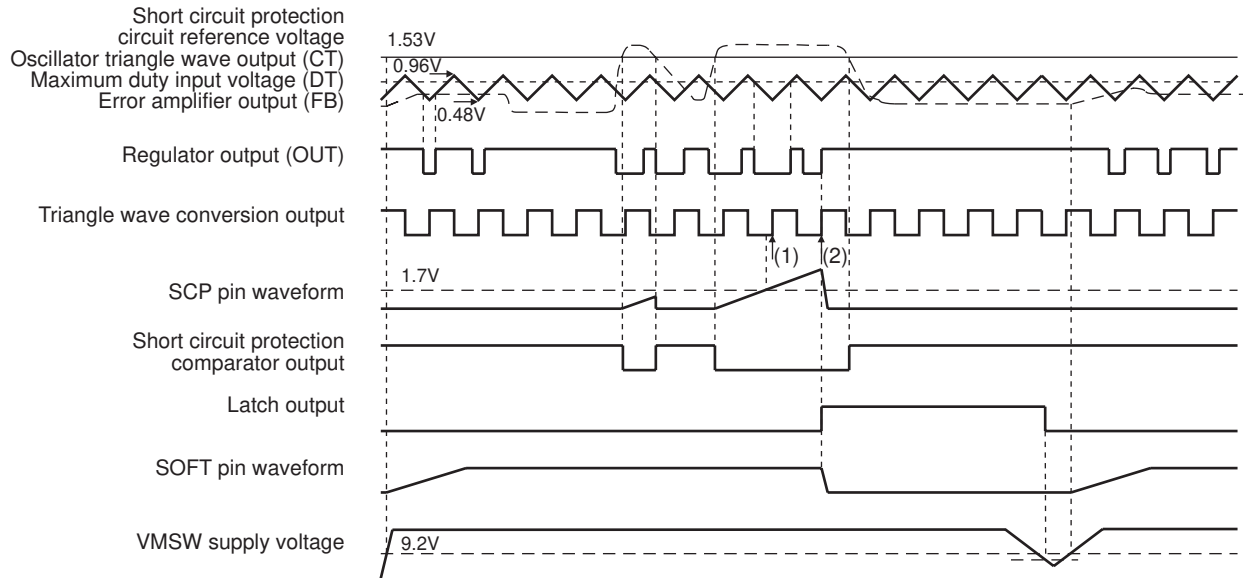 Short circuit protection
circuit reference voltage
1.53V
Oscillator triangle wave output (CT)
0.96V
Maximum duty input voltage (DT)
Error amplifier output (FB)
0.48V
Regulator output (OUT)
Triangle wave conversion output
(1)
(2)
1.7V
SCP pin waveform
Short circuit protection
comparator output
Latch output
SOFT pin waveform
VMSW supply voltage
9.2V